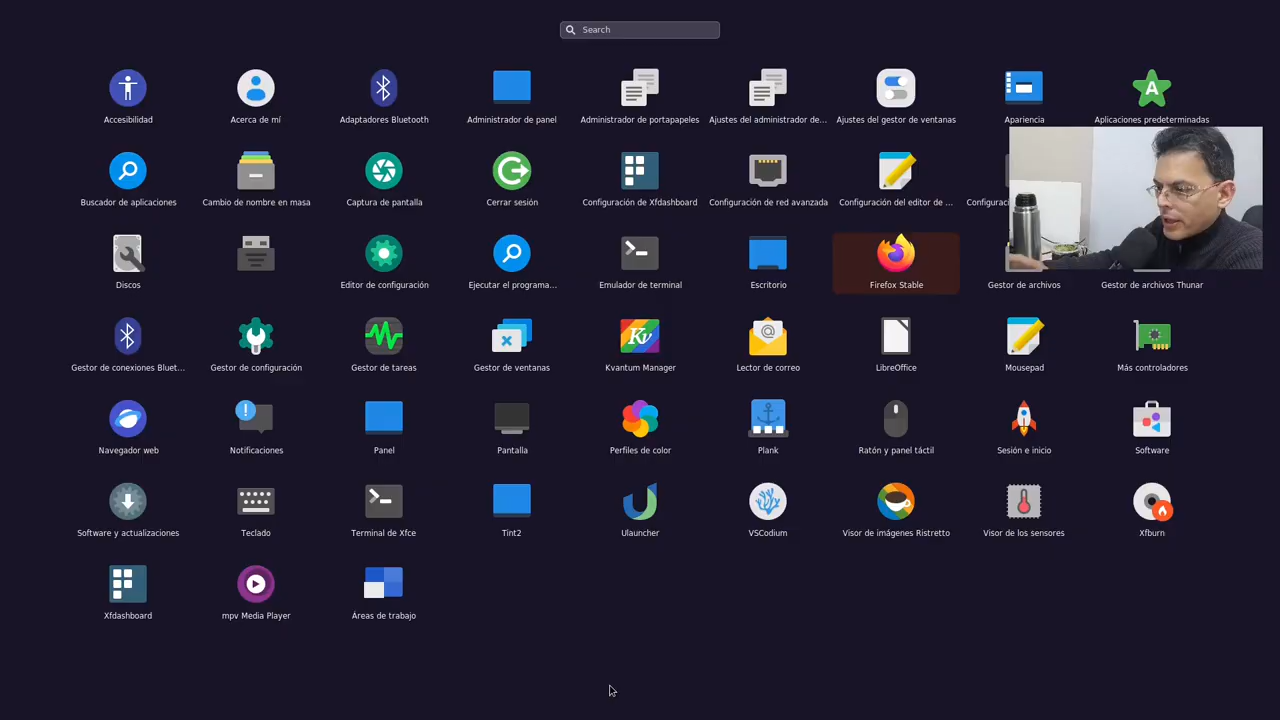 Search
Accesibilidad
Acerca de mí
Adaptadores Bluetooth
Administrador de panel
Administrador de portapapeles
Ajustes del administrador de...
Ajustes del gestor de ventanas
Apariencia
Aplicaciones predeterminadas
Buscador de aplicaciones
Cambio de nombre en masa
Captura de pantalla
Cerrar sesión
Configuración de Xfdashboard
Configuración de red avanzada
Configuración del editor de ...
Discos
Editor de configuración
Ejecutar el programa...
Emulador de terminal
Escritorio
Firefox Stable
Gestor de archivos
Gestor de archivos Thunar
Gestor de conexiones Bluet...
Gestor de configuración
Gestor de tareas
Gestor de ventanas
Kvantum Manager
Lector de correo
LibreOffice
Mousepad
Más controladores
Navegador web
Notificaciones
Panel
Pantalla
Perfiles de color
Plank
Ratón y panel táctil
Sesión e inicio
Software
Software y actualizaciones
Teclado
Terminal de Xfce
Tint2
Ulauncher
VSCodium
Visor de imágenes Ristretto
Visor de los sensores
Xfburn
Xfdashboard
mpv Media Player
Áreas de trabajo